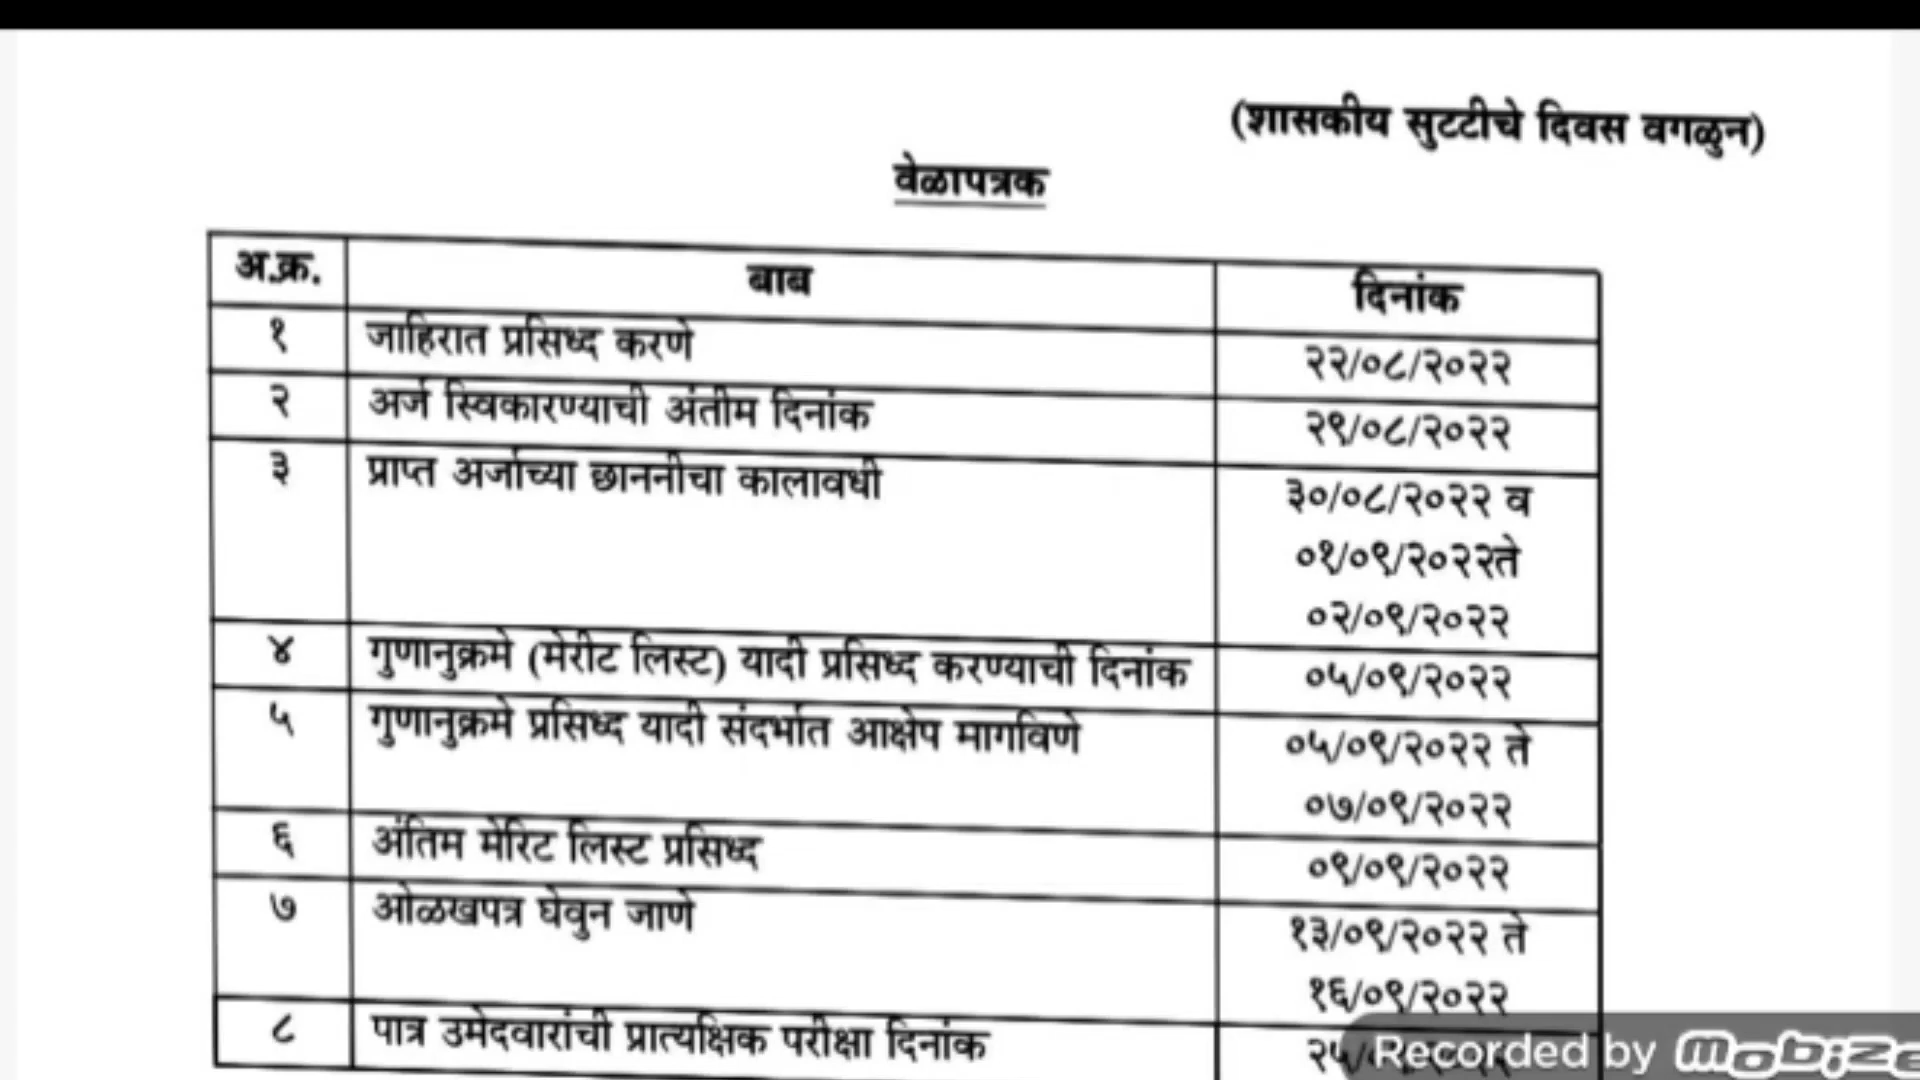 (शासकीय सुटटीचे दिवस वगळुन)
वेळापत्रक
अ.क्र. बाब दिनांक
१ जाहिरात प्रसिध्द करणे २२/०८/२०२२
२ अर्ज स्विकारण्याची अंतीम दिनांक २९/०८/२०२२
३ प्राप्त अर्जाच्या छाननीचा कालावधी ३०/०८/२०२२ व
०१/०९/२०२२ते
०२/०९/२०२२
४ गुणानुक्रमे (मेरीट लिस्ट) यादी प्रसिध्द करण्याची दिनांक ०५/०९/२०२२
५ गुणानुक्रमे प्रसिध्द यादी संदर्भात आक्षेप मागविणे ०५/०९/२०२२ ते
०७/०९/२०२२
६ अंतिम मेरिट लिस्ट प्रसिध्द ०९/०९/२०२२
७ ओळखपत्र घेवुन जाणे १३/०९/२०२२ ते
१६/०९/२०२२
८ पात्र उमेदवारांची प्रात्यक्षिक परीक्षा दिनांक
Recorded by